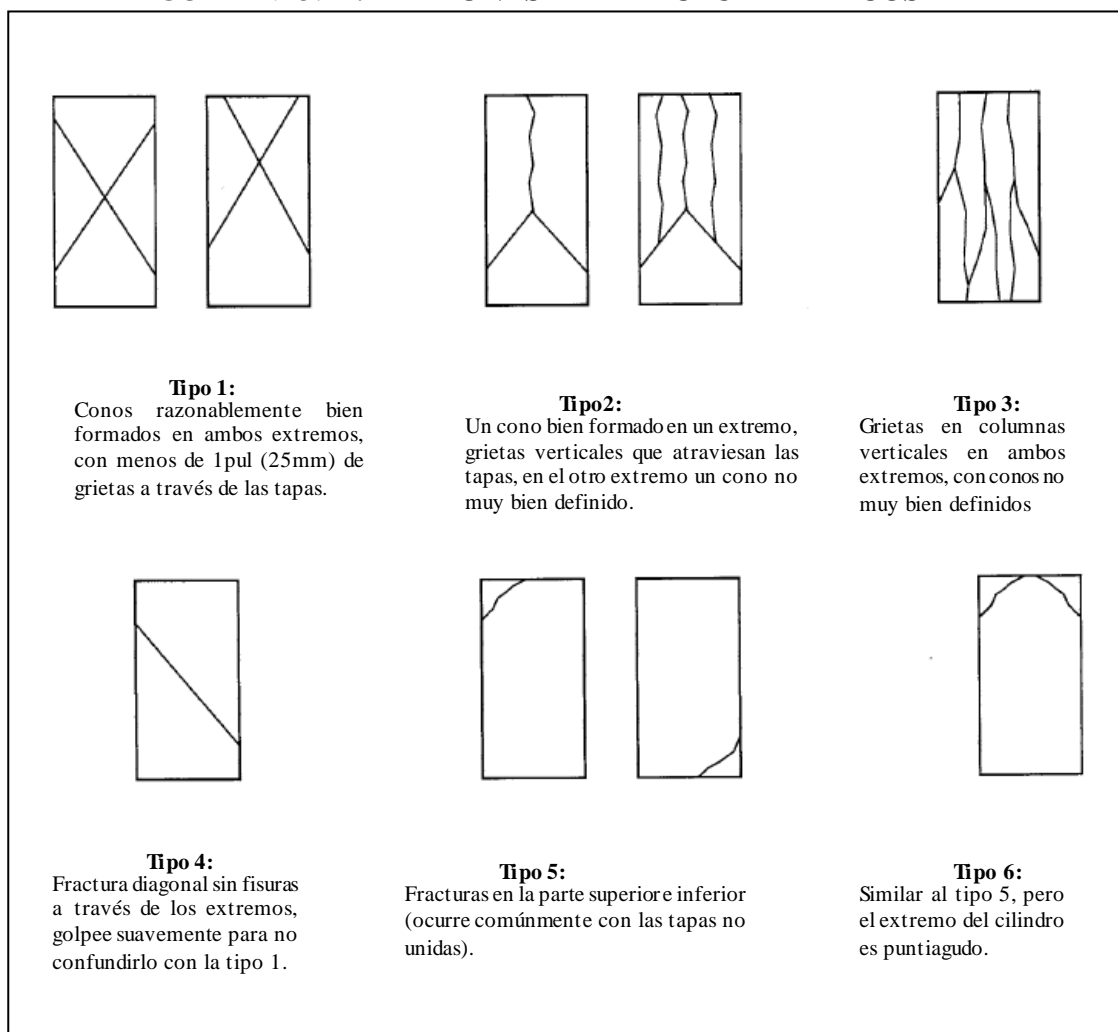 Tipo 1:
Conos razonablemente bien
formados en ambos extremos,
con menos de 1pul (25mm) de
grietas a través de las tapas.
Tipo2:
Un cono bien formado en un extremo,
grietas verticales que atraviesan las
tapas, en el otro extremo un cono no
muy bien definido.
Tipo 3:
Grietas en columnas
verticales en ambos
extremos, con conos no
muy bien definidos
Tipo 4:
Fractura diagonal sin fisuras
a través de los extremos,
golpee suavemente para no
confundirlo con la tipo 1.
Tipo 5:
Fracturas en la parte superior e inferior
(ocurre comúnmente con las tapas no
unidas).
Tipo 6:
Similar al tipo 5, pero
el extremo del cilindro
es puntiagudo.